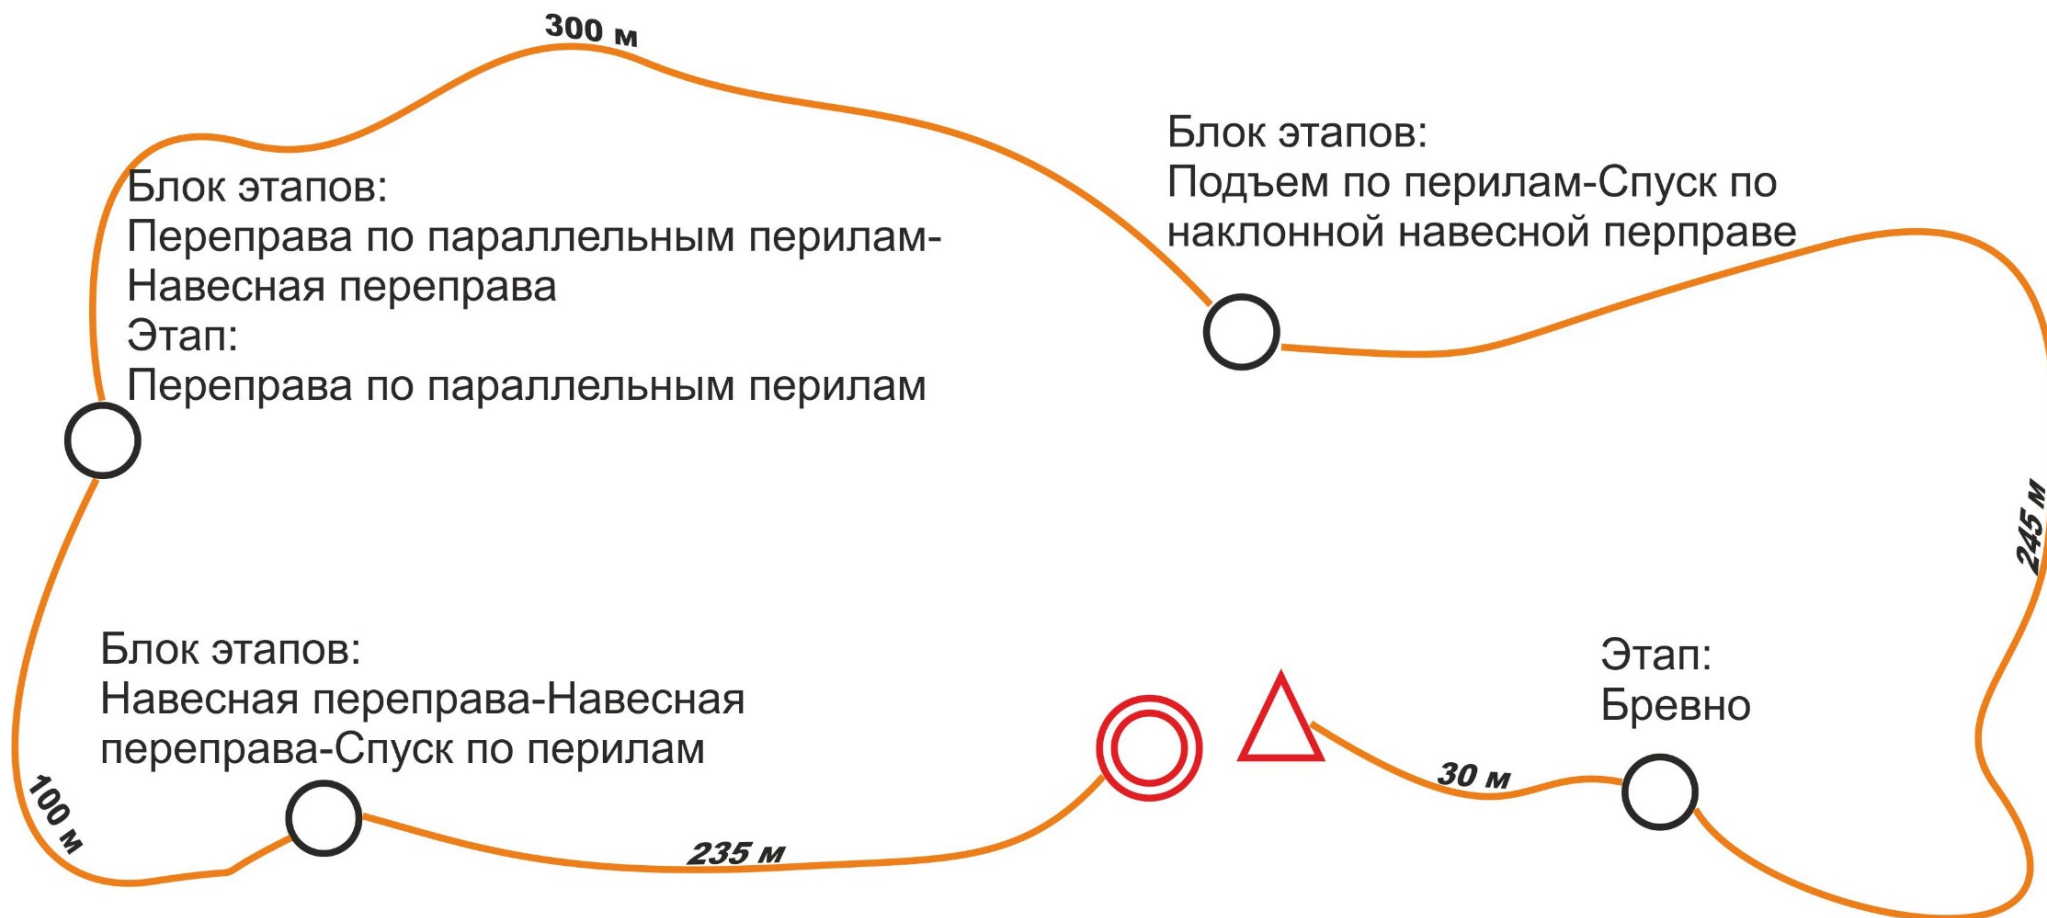 300 м
Блок этапов:
Подъем по перилам-Спуск по
наклонной навесной перправе
Блок этапов:
Переправа по параллельным перилам-
Навесная переправа
Этап:
Переправа по параллельным перилам
245 м
Блок этапов:
Навесная переправа-Навесная
переправа-Спуск по перилам
Этап:
Бревно
100 м
30 м
235 м